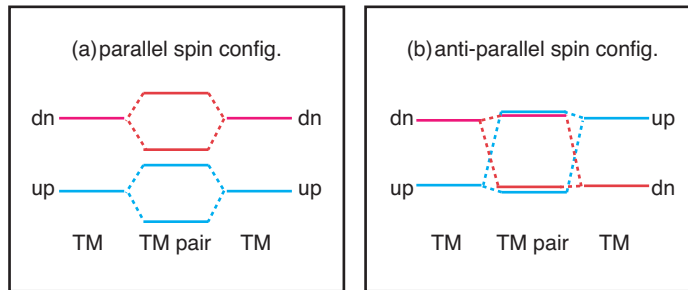 (a) parallel spin config.
dn dn
up up
TM TM pair TM
(b) anti-parallel spin config.
dn up
up dn
TM TM pair TM